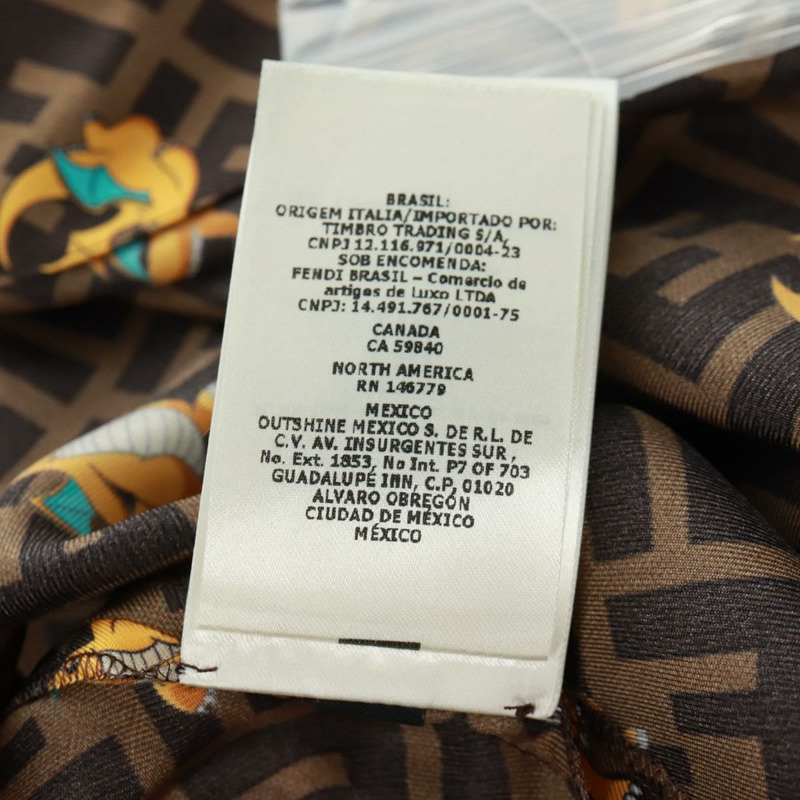 BRASIL:
ORIGEM ITALIA/IMPORTADO POR:
TIMBRO TRADING S/A,
CNPJ 12.116.971/0004-23
SOB ENCOMENDA:
FENDI BRASIL – Comercio de
artigos de Luxo LTDA
CNPJ: 14.491.767/0001-75
CANADA
CA 59840
NORTH AMERICA
RN 146779
MEXICO
OUTSHINE MEXICO S. DE R.L. DE
C.V. AV. INSURGENTES SUR,
No. Ext. 1853, No Int. P7 OF 703
GUADALUPE INN, C.P, 01020
ALVARO OBREGÓN
CIUDAD DE MÉXICO
MÉXICO